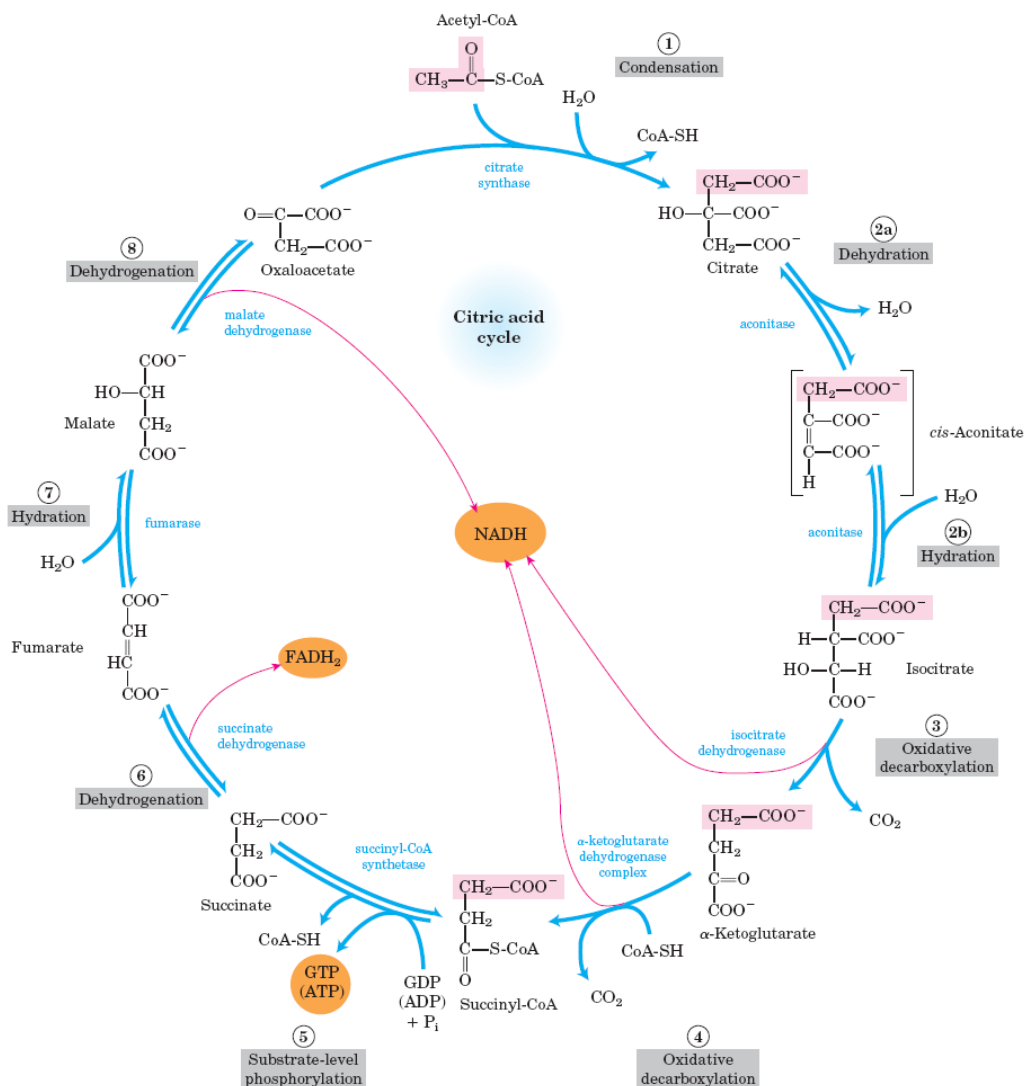 Acetyl-CoA
O
CH₃—C—S-CoA
①
Condensation
H₂O
CoA-SH
citrate
synthase
CH₂—COO⁻
HO—C—COO⁻
CH₂—COO⁻
Citrate
2a
Dehydration
H₂O
aconitase
CH₂—COO⁻
C—COO⁻
C—COO⁻
H
cis-Aconitate
H₂O
aconitase
2b
Hydration
CH₂—COO⁻
H—C—COO⁻
HO—C—H
COO⁻
Isocitrate
isocitrate
dehydrogenase
③
Oxidative
decarboxylation
CO₂
CH₂—COO⁻
CH₂
C=O
COO⁻
α-Ketoglutarate
α-ketoglutarate
dehydrogenase
complex
CoA-SH
CO₂
④
Oxidative
decarboxylation
CH₂—COO⁻
CH₂
C—S-CoA
O
Succinyl-CoA
succinyl-CoA
synthetase
GDP
(ADP)
+ Pᵢ
GTP
(ATP)
CoA-SH
⑤
Substrate-level
phosphorylation
CH₂—COO⁻
CH₂
COO⁻
Succinate
⑥
Dehydrogenation
succinate
dehydrogenase
FADH₂
COO⁻
CH
HC
COO⁻
Fumarate
⑦
Hydration
H₂O
fumarase
COO⁻
HO—CH
CH₂
COO⁻
Malate
⑧
Dehydrogenation
malate
dehydrogenase
O=C—COO⁻
CH₂—COO⁻
Oxaloacetate
Citric acid
cycle
NADH